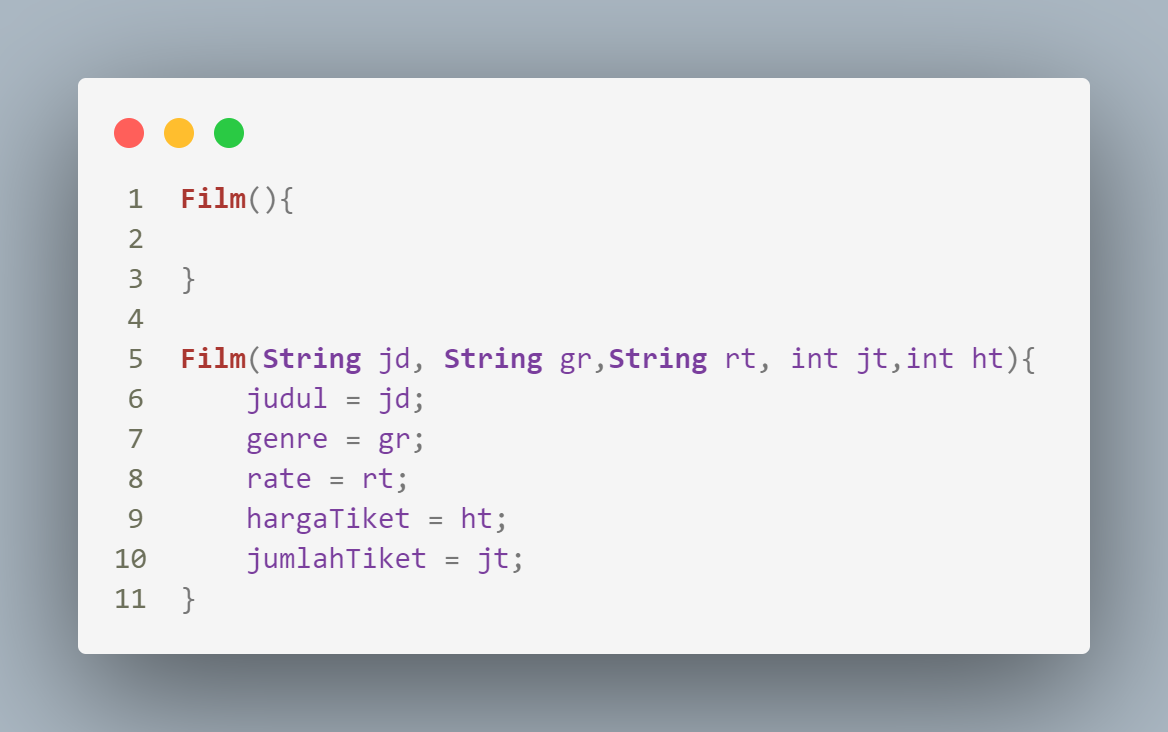 1 Film(){
2
3 }
4
5 Film(String jd, String gr,String rt, int jt,int ht){
6     judul = jd;
7     genre = gr;
8     rate = rt;
9     hargaTiket = ht;
10     jumlahTiket = jt;
11 }